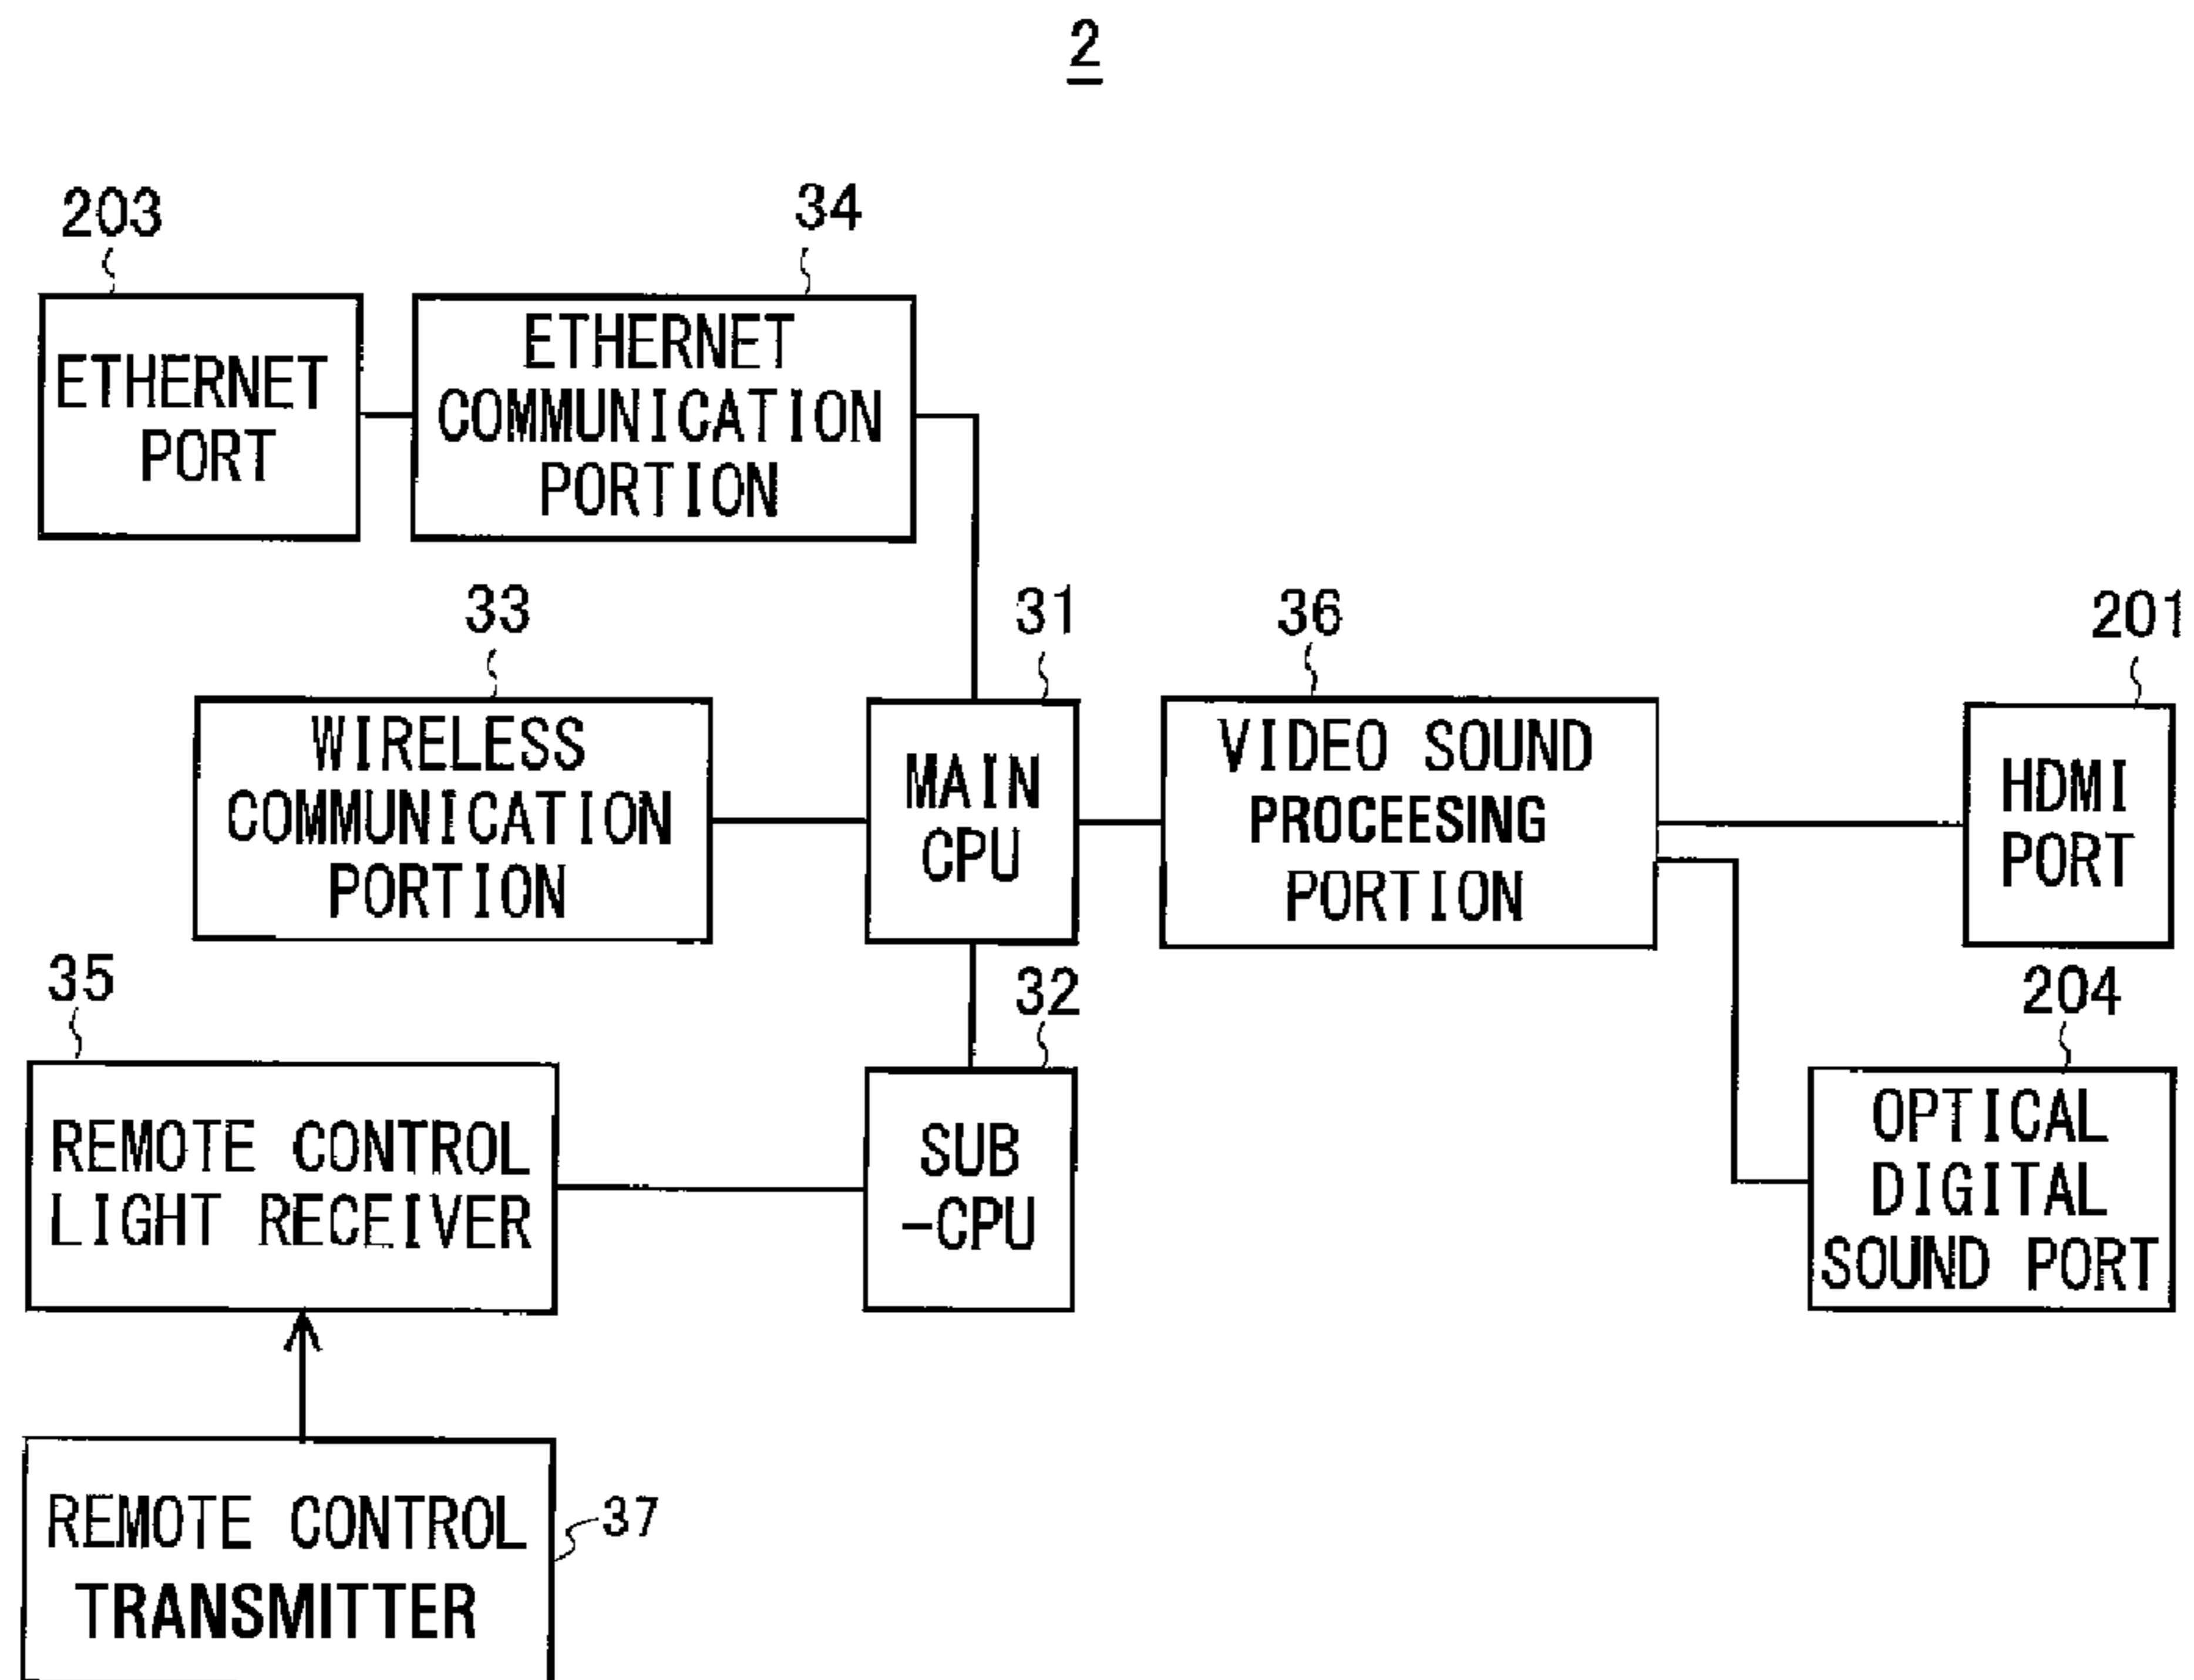 2
203
34
ETHERNET
PORT
ETHERNET
COMMUNICATION
PORTION
33
31
36
201
WIRELESS
COMMUNICATION
PORTION
MAIN
CPU
VIDEO SOUND
PROCEESING
PORTION
HDMI
PORT
35
32
204
REMOTE CONTROL
LIGHT RECEIVER
SUB
-CPU
OPTICAL
DIGITAL
SOUND PORT
REMOTE CONTROL
TRANSMITTER
37